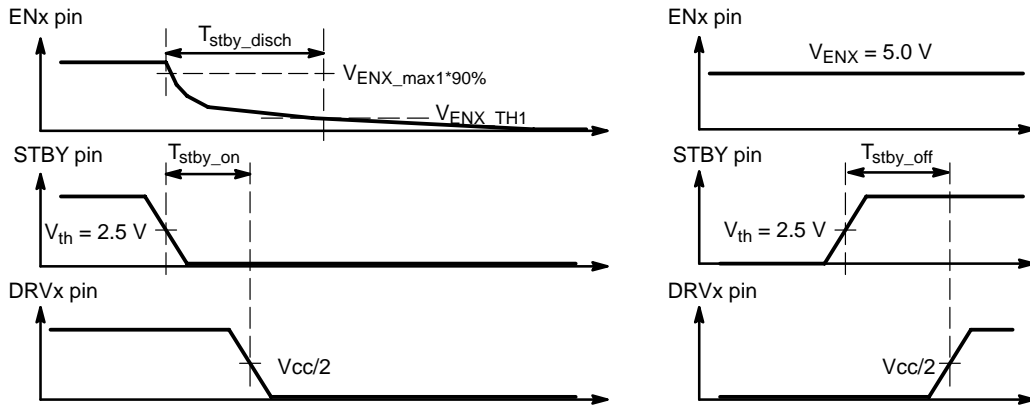 ENx pin
Tstby_disch
VENX_max1*90%
VENX_TH1
STBY pin
Tstby_on
Vth = 2.5 V
DRVx pin
Vcc/2
ENx pin
VENX = 5.0 V
STBY pin
Tstby_off
Vth = 2.5 V
DRVx pin
Vcc/2